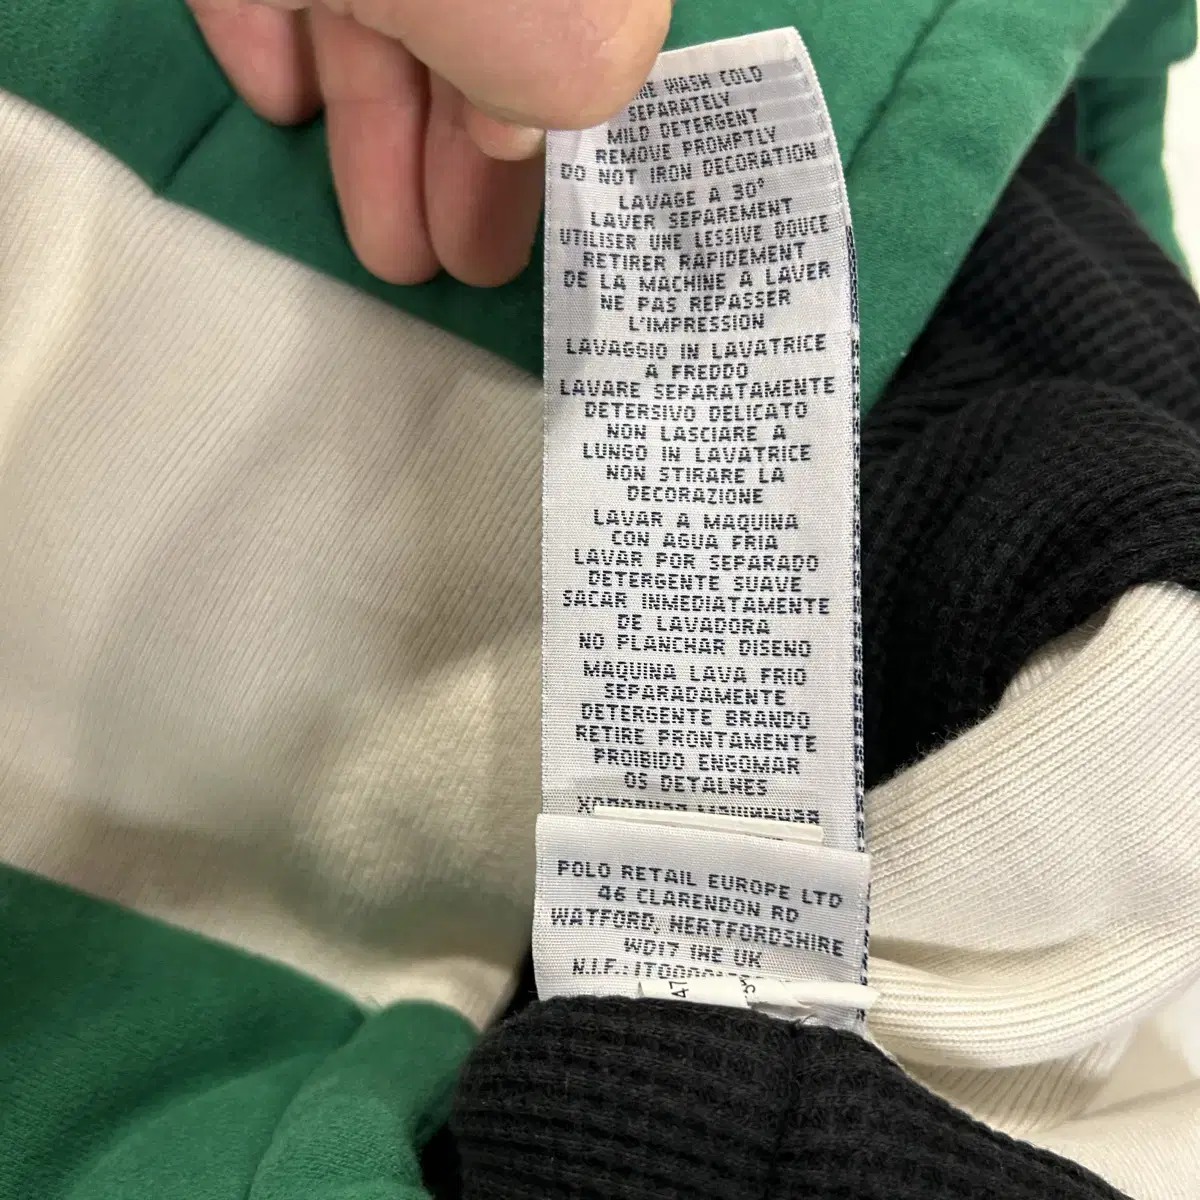 WASH COLD
SEPARATELY
MILD DETERGENT
REMOVE PROMPTLY
DO NOT IRON DECORATION
LAVAGE A 30°
LAVER SEPAREMENT
UTILISER UNE LESSIVE DOUCE
RETIRER RAPIDEMENT
DE LA MACHINE A LAVER
NE PAS REPASSER
L'IMPRESSION
LAVAGGIO IN LAVATRICE
A FREDDO
LAVARE SEPARATAMENTE
DETERSIVO DELICATO
NON LASCIARE A
LUNGO IN LAVATRICE
NON STIRARE LA
DECORAZIONE
LAVAR A MAQUINA
CON AGUA FRIA
LAVAR POR SEPARADO
DETERGENTE SUAVE
SACAR INMEDIATAMENTE
DE LAVADORA
NO PLANCHAR DISENO
MAQUINA LAVA FRIO
SEPARADAMENTE
DETERGENTE BRANDO
RETIRE PRONTAMENTE
PROIBIDO ENGOMAR
OS DETALHES
POLO RETAIL EUROPE LTD
46 CLARENDON RD
WATFORD, HERTFORDSHIRE
WD17 1HE UK
N.I.F.:
47